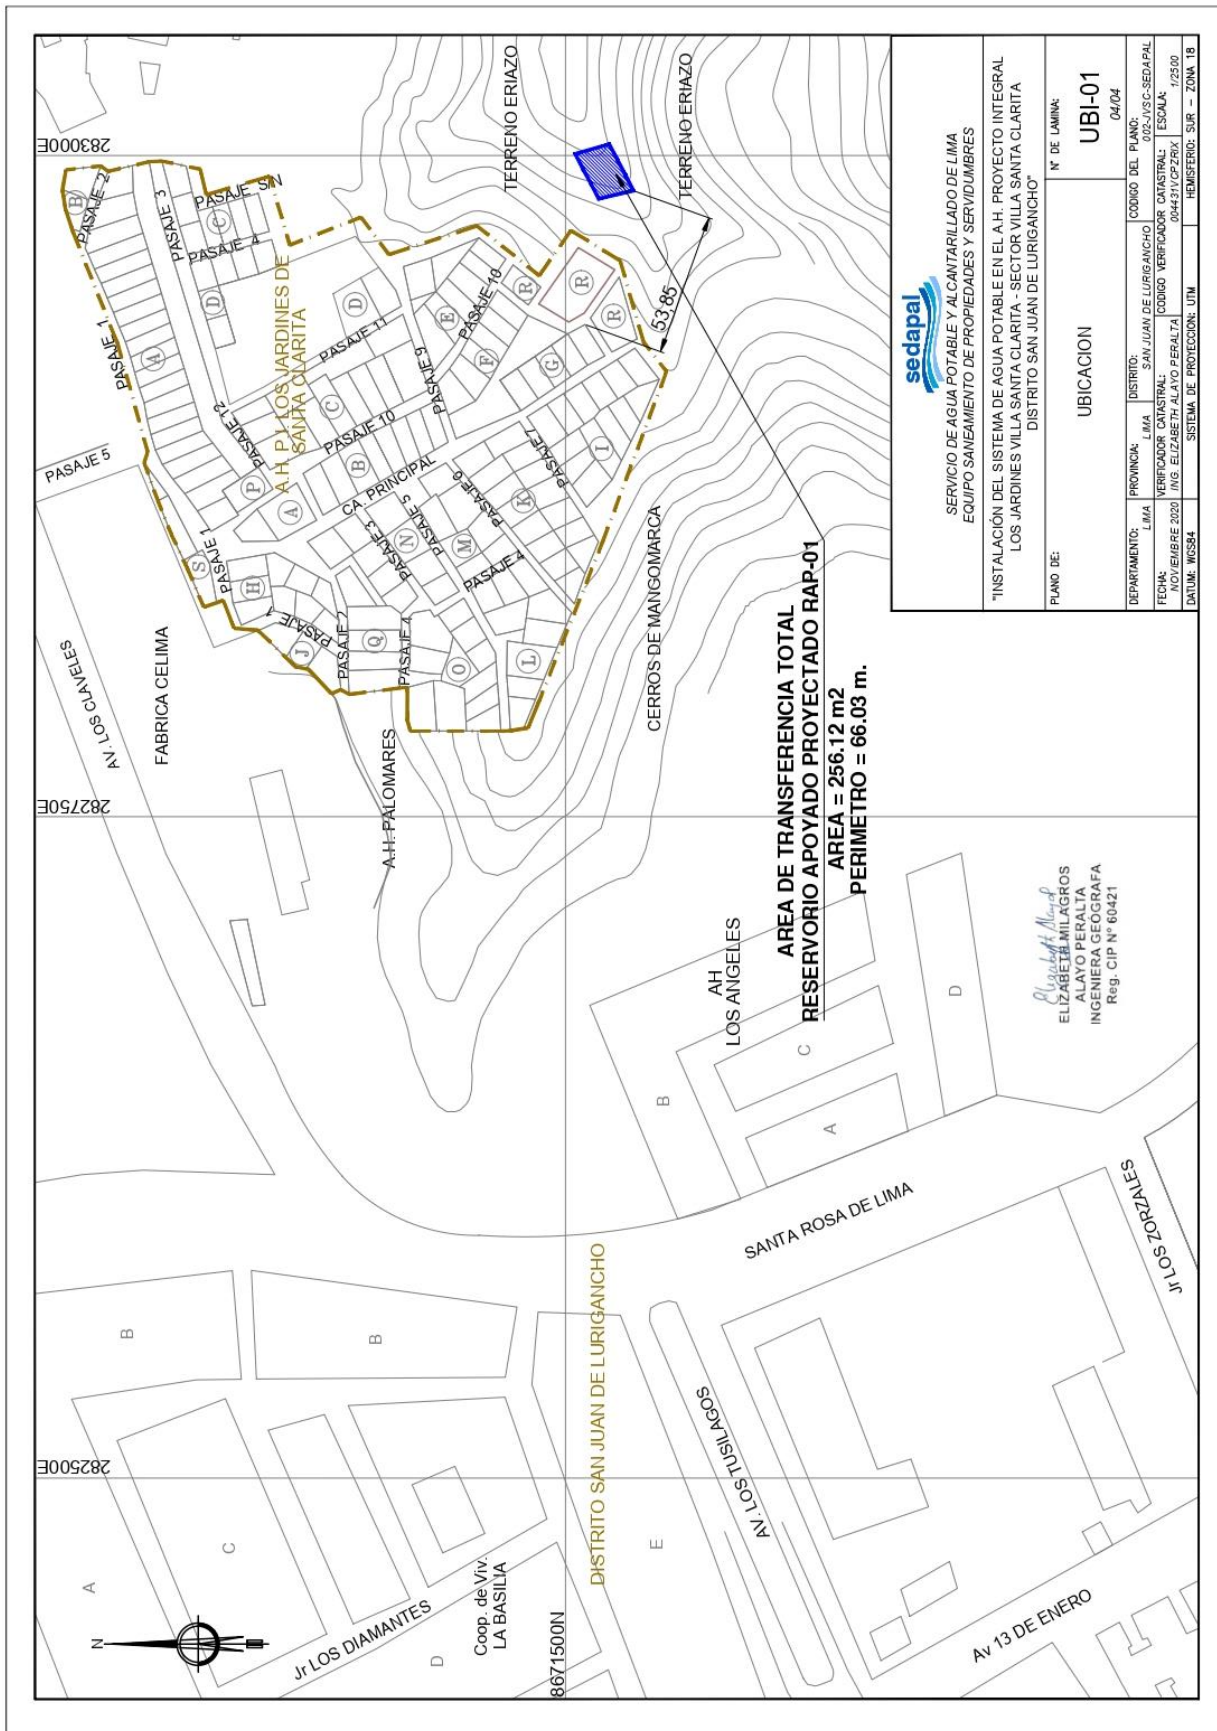 N
A
B
C
B
D
E
Jr LOS DIAMANTES
Coop. de Viv.
LA BASILIA
8671500N
282500E
282750E
283000E
AV. LOS CLAVELES
FABRICA CELIMA
A.H. PALOMARES
PASAJE 5
PASAJE 1
PASAJE 2
PASAJE 3
PASAJE 4
PASAJE S/N
B
A
C
D
A.H. P.I. LOS JARDINES DE
SANTA CLARITA
PASAJE 12
PASAJE 11
PASAJE 10
PASAJE 9
PASAJE 10
CA. PRINCIPAL
D
C
B
A
P
E
F
G
R
R
R
S
PASAJE 1
H
PASAJE 1
J
PASAJE 2
Q
PASAJE 4
O
L
PASAJE 3
N
PASAJE 5
M
PASAJE 6
PASAJE 4
K
PASAJE 7
I
TERRENO ERIAZO
TERRENO ERIAZO
53,85
CERROS DE MANGOMARCA
AREA DE TRANSFERENCIA TOTAL
RESERVORIO APOYADO PROYECTADO RAP-01
AREA = 256.12 m2
PERIMETRO = 66.03 m.
AH
LOS ANGELES
B
C
A
D
DISTRITO SAN JUAN DE LURIGANCHO
SANTA ROSA DE LIMA
AV. LOS TUSILAGOS
Jr LOS ZORZALES
Av 13 DE ENERO
ELIZABETH MILAGROS
ALAYO PERALTA
INGENIERA GEÓGRAFA
Reg. CIP N° 60421
sedapal
SERVICIO DE AGUA POTABLE Y ALCANTARILLADO DE LIMA
EQUIPO SANEAMIENTO DE PROPIEDADES Y SERVIDUMBRES
"INSTALACIÓN DEL SISTEMA DE AGUA POTABLE EN EL A.H. PROYECTO INTEGRAL
LOS JARDINES VILLA SANTA CLARITA - SECTOR VILLA SANTA CLARITA
DISTRITO SAN JUAN DE LURIGANCHO"
PLANO DE:
UBICACION
N° DE LAMINA:
UBI-01
04/04
DEPARTAMENTO: LIMA PROVINCIA: LIMA DISTRITO: SAN JUAN DE LURIGANCHO CODIGO DEL PLANO: 002-JVSC-SEDAPAL
FECHA: NOVIEMBRE 2020 VERIFICADOR CATASTRAL: ING. ELIZABETH ALAYO PERALTA CODIGO VERIFICADOR CATASTRAL: 004431VCPZRIX ESCALA: 1/2500
DATUM: WGS84 SISTEMA DE PROYECCION: UTM HEMISFERIO: SUR - ZONA 18